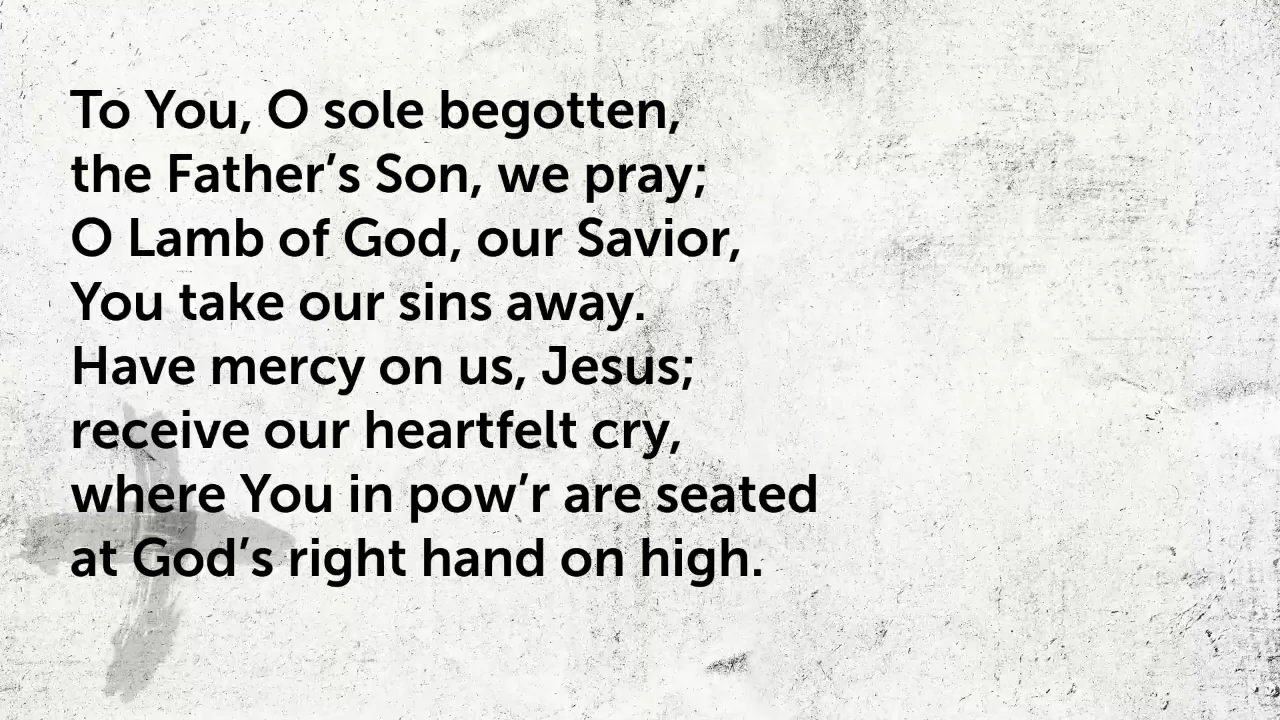 To You, O sole begotten,
the Father’s Son, we pray;
O Lamb of God, our Savior,
You take our sins away.
Have mercy on us, Jesus;
receive our heartfelt cry,
where You in pow’r are seated
at God’s right hand on high.